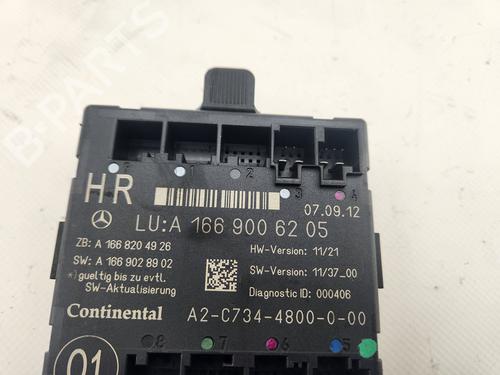 B-PARTS
2 1 2 3 4
HR
07.09.12
LU:A 166 900 62 05
ZB: A 166 820 49 26
HW-Version: 11/21
SW: A 166 902 89 02
*)gueltig bis zu evtl.
SW-Aktualisierung
SW-Version: 11/37_00
Diagnostic ID: 000406
Continental
A2-C734-4800-0-00
01
8 7 6 5